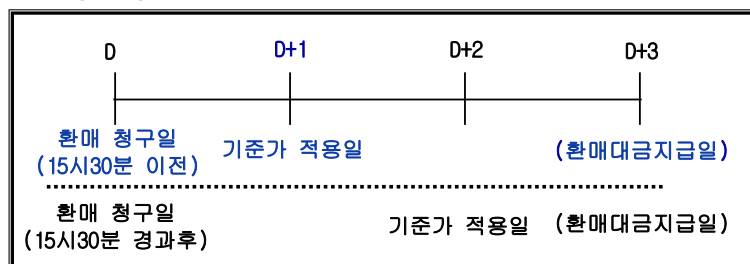 D D+1 D+2 D+3
환매 청구일 기준가 적용일 (환매대금지급일)
(15시30분 이전)
환매 청구일 기준가 적용일 (환매대금지급일)
(15시30분 경과후)